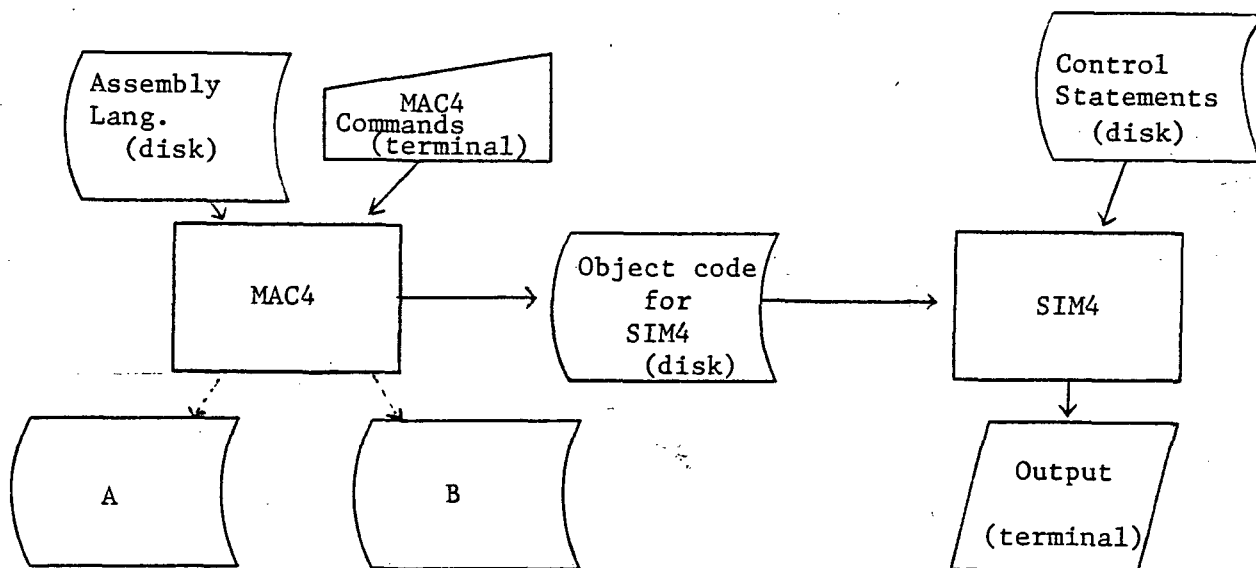 Assembly
Lang.
(disk)
MAC4
Commands
(terminal)
Control
Statements
(disk)
MAC4
Object code
for
SIM4
(disk)
SIM4
A
B
Output
(terminal)